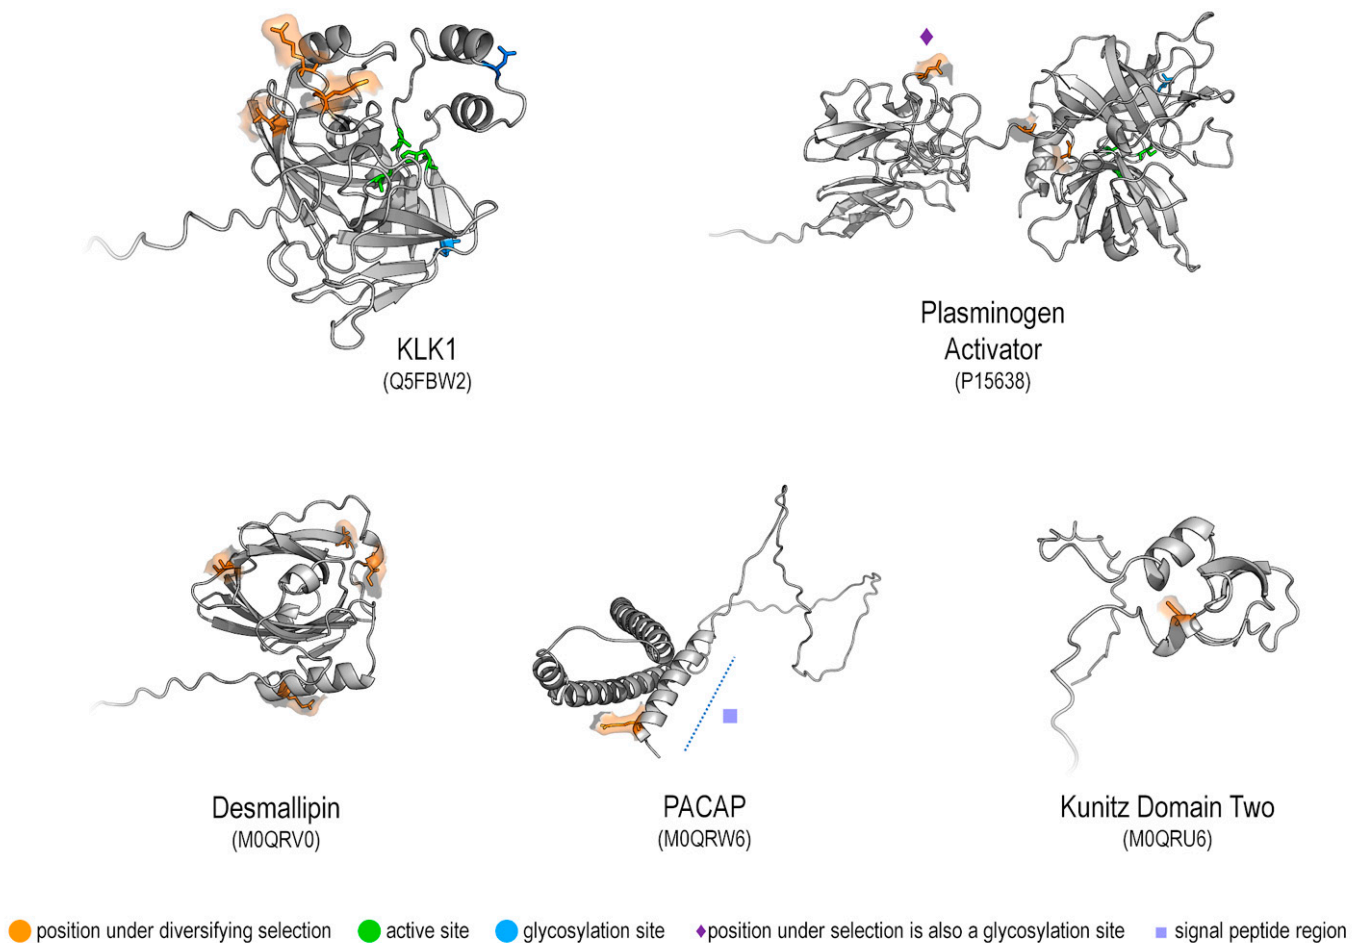 KLK1
(Q5FBW2)
Plasminogen
Activator
(P15638)
Desmallipin
(M0QRV0)
PACAP
(M0QRW6)
Kunitz Domain Two
(M0QRU6)
position under diversifying selection
active site
glycosylation site
position under selection is also a glycosylation site
signal peptide region